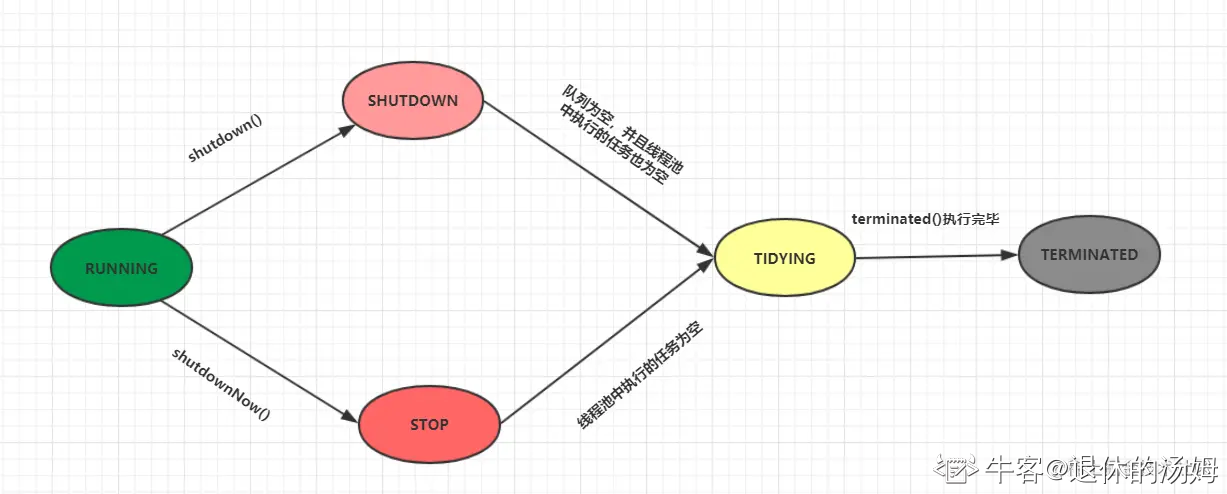 SHUTDOWN
shutdown()
队列为空，并且线程池
中执行的任务也为空
RUNNING
TIDYING
terminated()执行完毕
TERMINATED
shutdownNow()
线程池中执行的任务为空
STOP
牛客@退休的汤姆